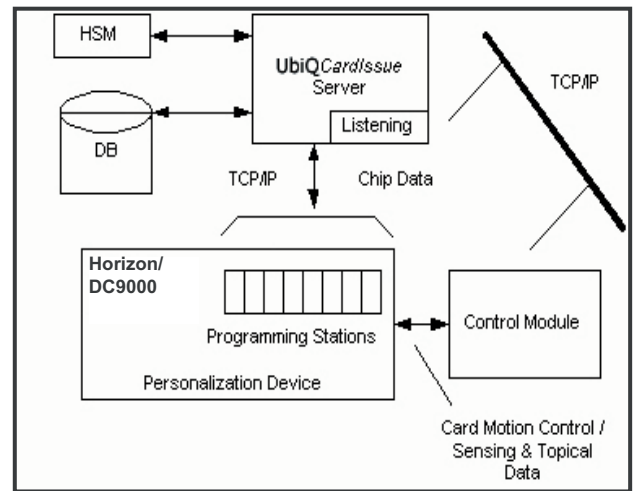 HSM
UbiQCardIssue
Server
Listening
TCP/IP
DB
TCP/IP
Chip Data
Horizon/
DC9000
Programming Stations
Control Module
Personalization Device
Card Motion Control /
Sensing & Topical
Data